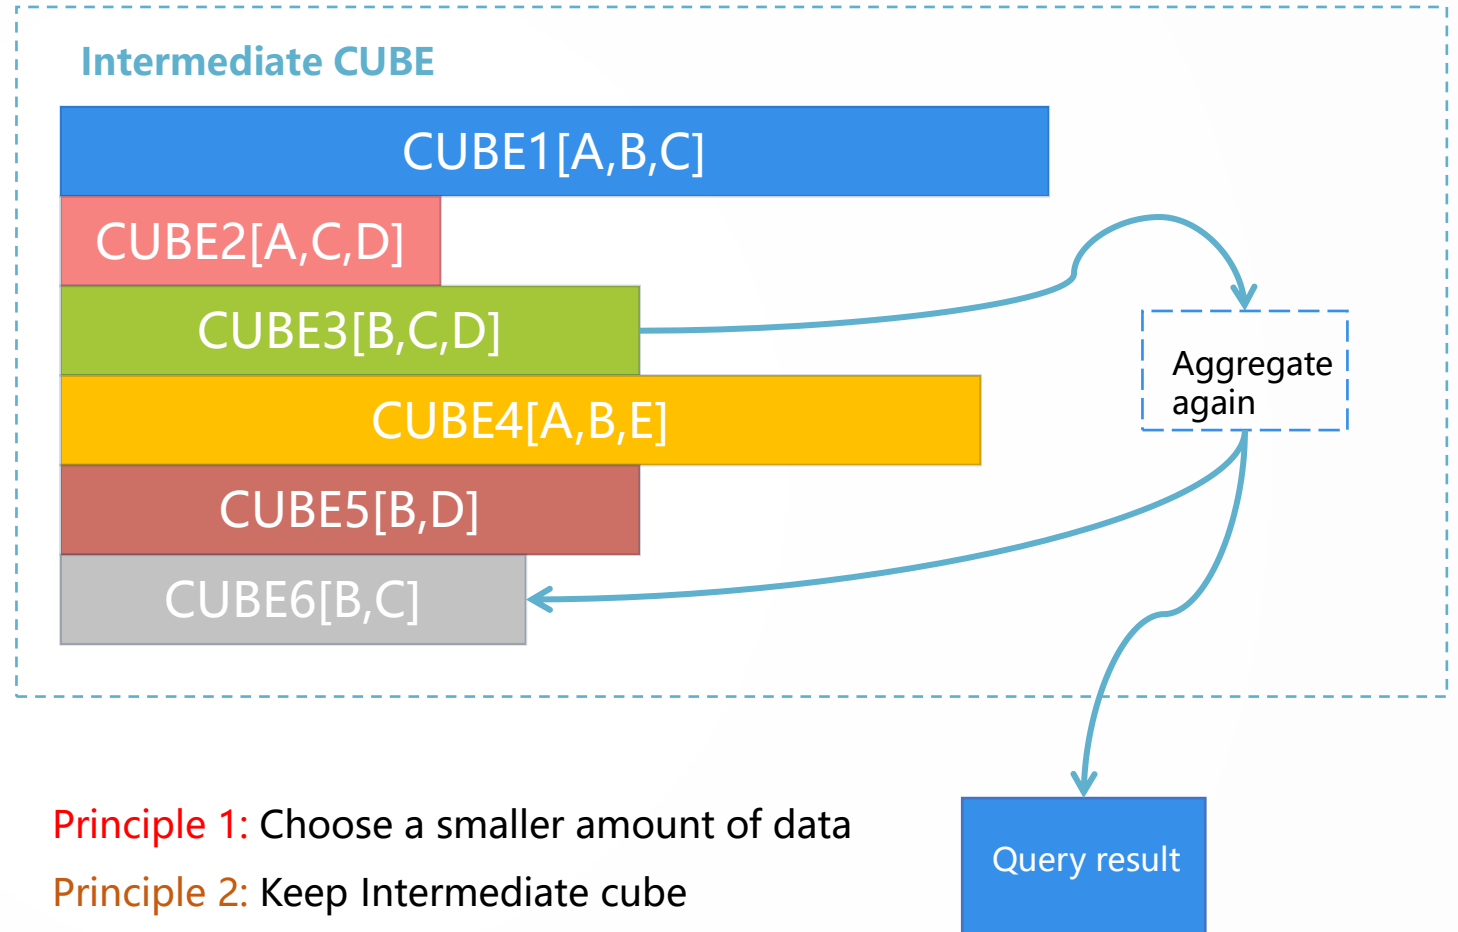 Intermediate CUBE
CUBE1[A,B,C]
CUBE2[A,C,D]
CUBE3[B,C,D]
CUBE4[A,B,E]
CUBE5[B,D]
CUBE6[B,C]
Aggregate
again
Principle 1: Choose a smaller amount of data
Principle 2: Keep Intermediate cube
Query result